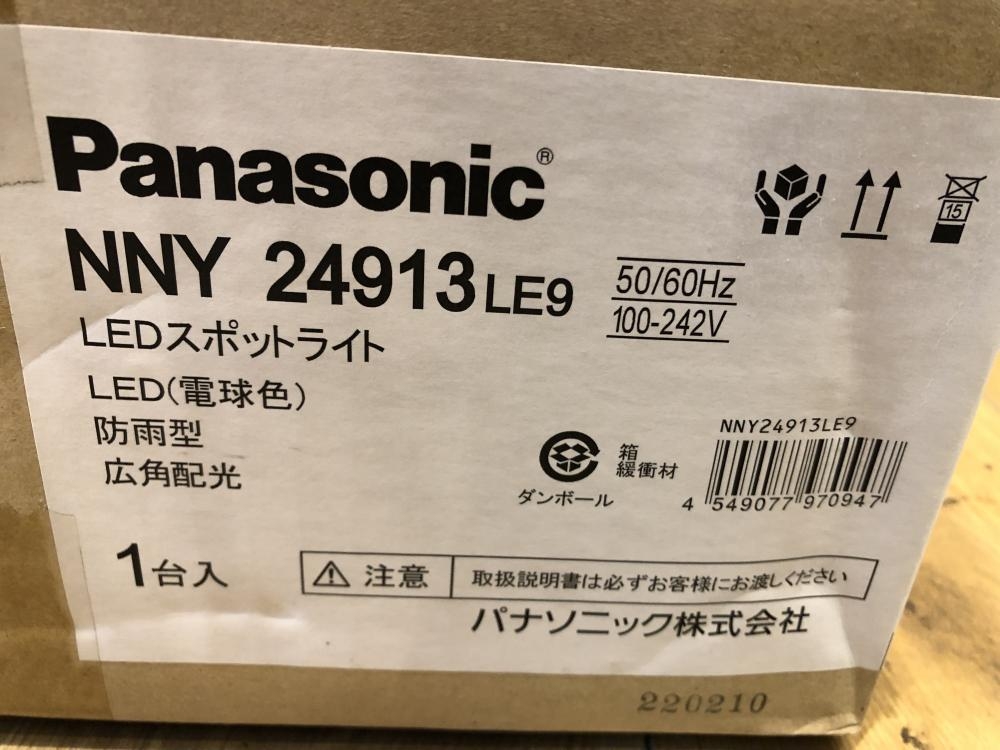 Panasonic®
NNY 24913LE9
50/60Hz
100-242V
15
LEDスポットライト
LED(電球色)
防雨型
広角配光
ダンボール
箱
緩衝材
NNY24913LE9
4 549077 970947
1台入
注意
取扱説明書は必ずお客様にお渡しください
パナソニック株式会社
220210